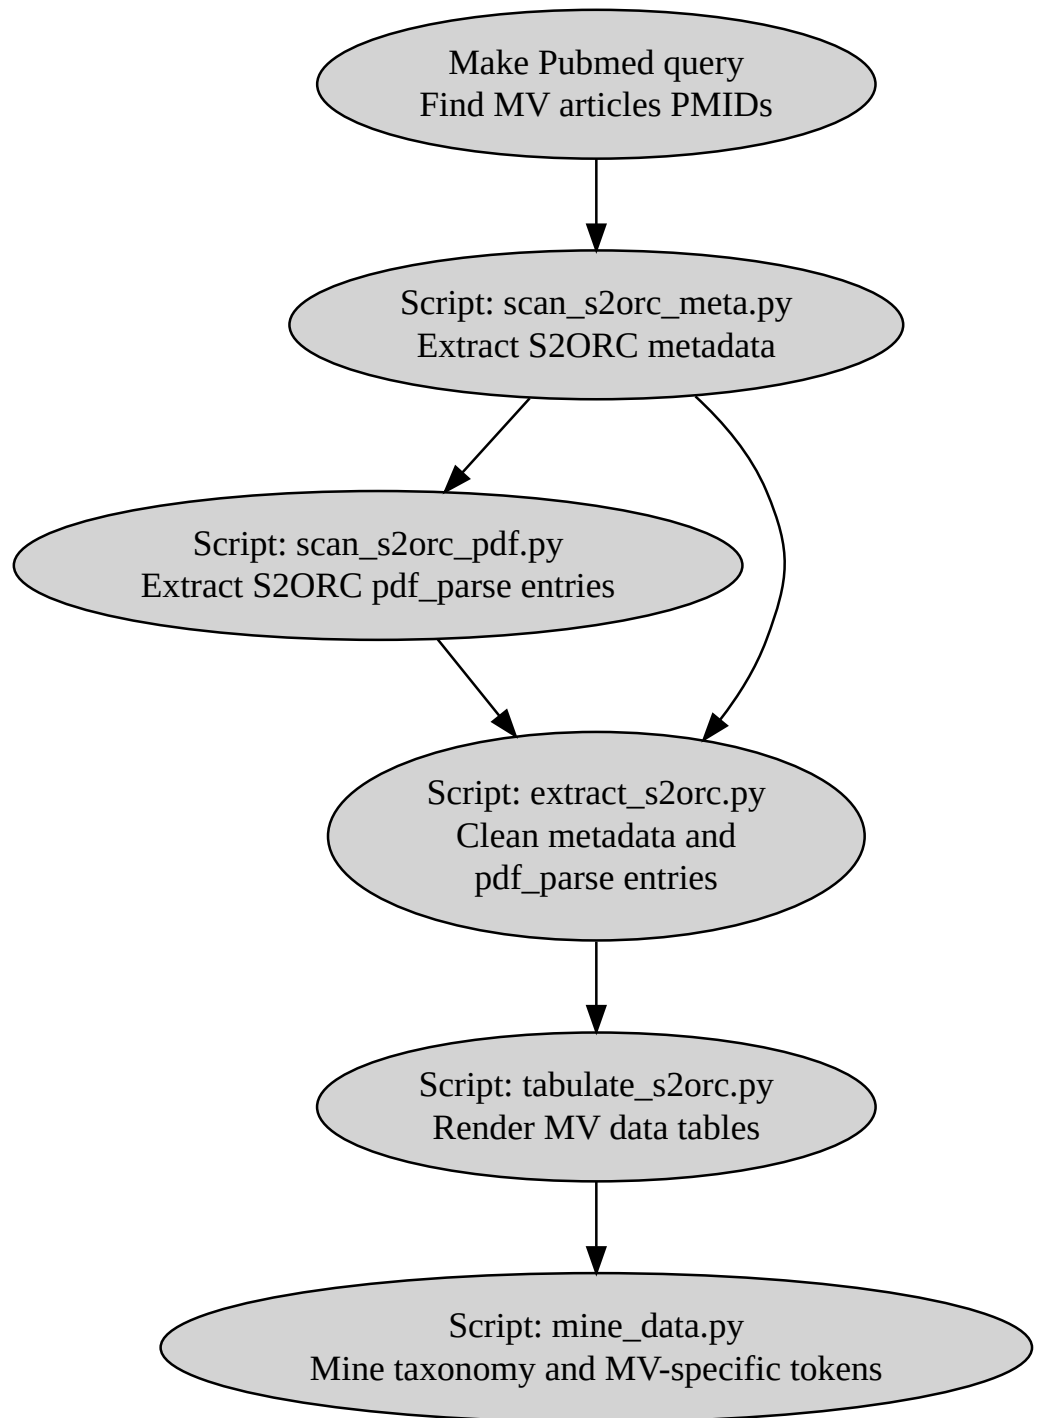 Make Pubmed query
Find MV articles PMIDs
Script: scan_s2orc_meta.py
Extract S2ORC metadata
Script: scan_s2orc_pdf.py
Extract S2ORC pdf_parse entries
Script: extract_s2orc.py
Clean metadata and
pdf_parse entries
Script: tabulate_s2orc.py
Render MV data tables
Script: mine_data.py
Mine taxonomy and MV-specific tokens